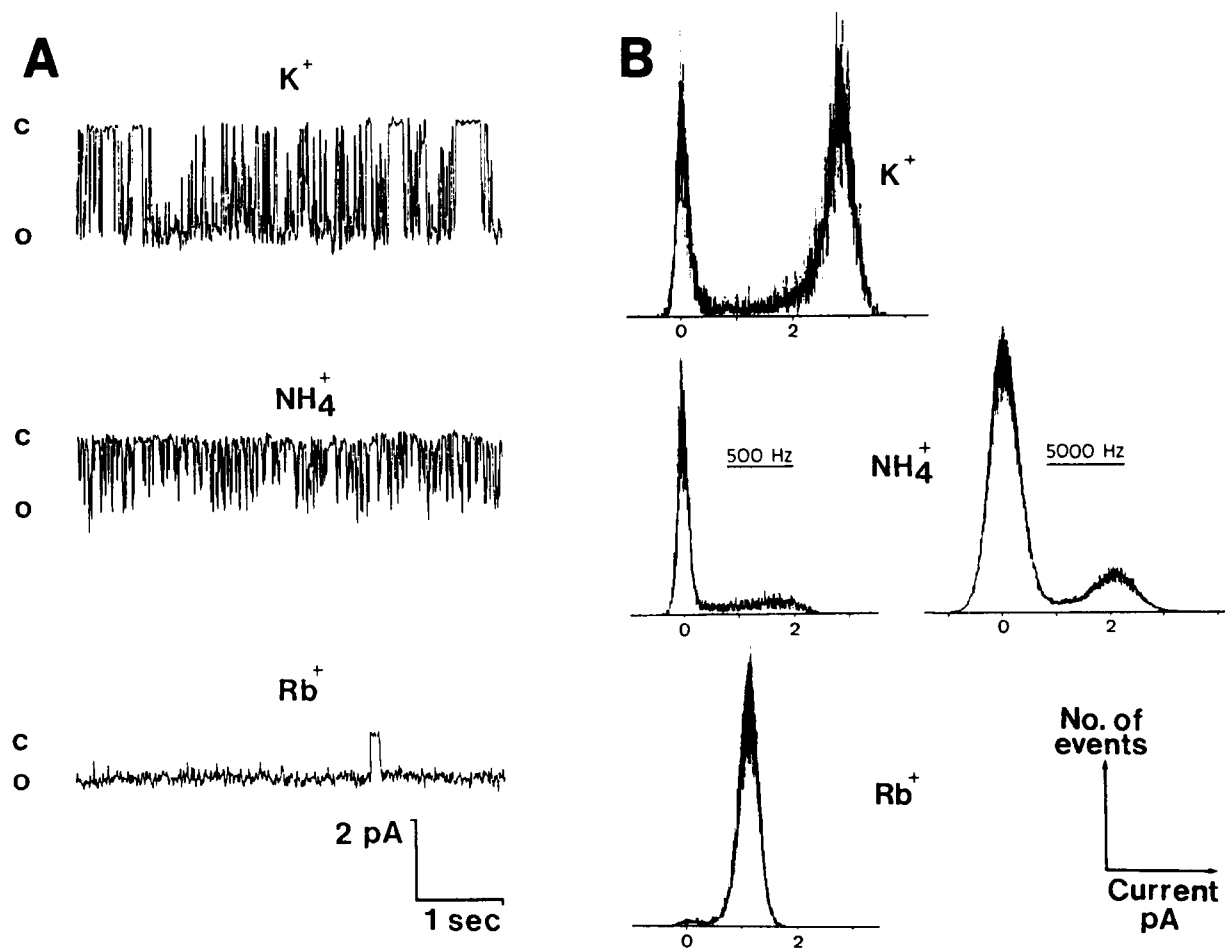 A
K+
C
O
NH4+
C
O
Rb+
C
O
2 pA
1 sec
B
K+
0 2
500 Hz
NH4+
5000 Hz
0 2
0 2
Rb+
0 2
No. of
events
Current
pA